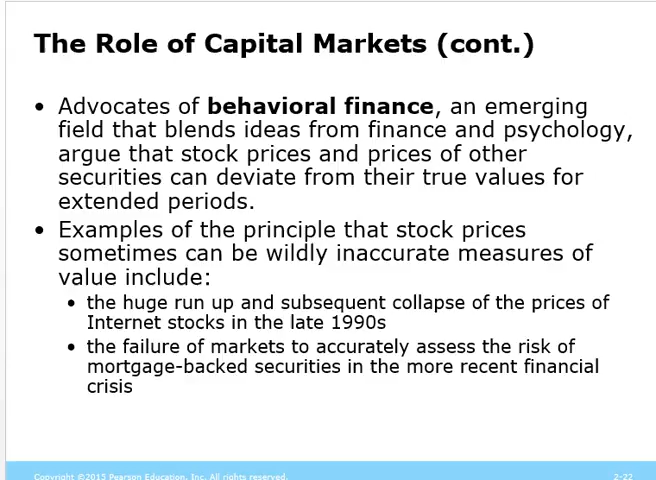 The Role of Capital Markets (cont.)
• Advocates of behavioral finance, an emerging
field that blends ideas from finance and psychology,
argue that stock prices and prices of other
securities can deviate from their true values for
extended periods.
• Examples of the principle that stock prices
sometimes can be wildly inaccurate measures of
value include:
• the huge run up and subsequent collapse of the prices of
Internet stocks in the late 1990s
• the failure of markets to accurately assess the risk of
mortgage-backed securities in the more recent financial
crisis
Copyright ©2015 Pearson Education, Inc. All rights reserved.
2-22